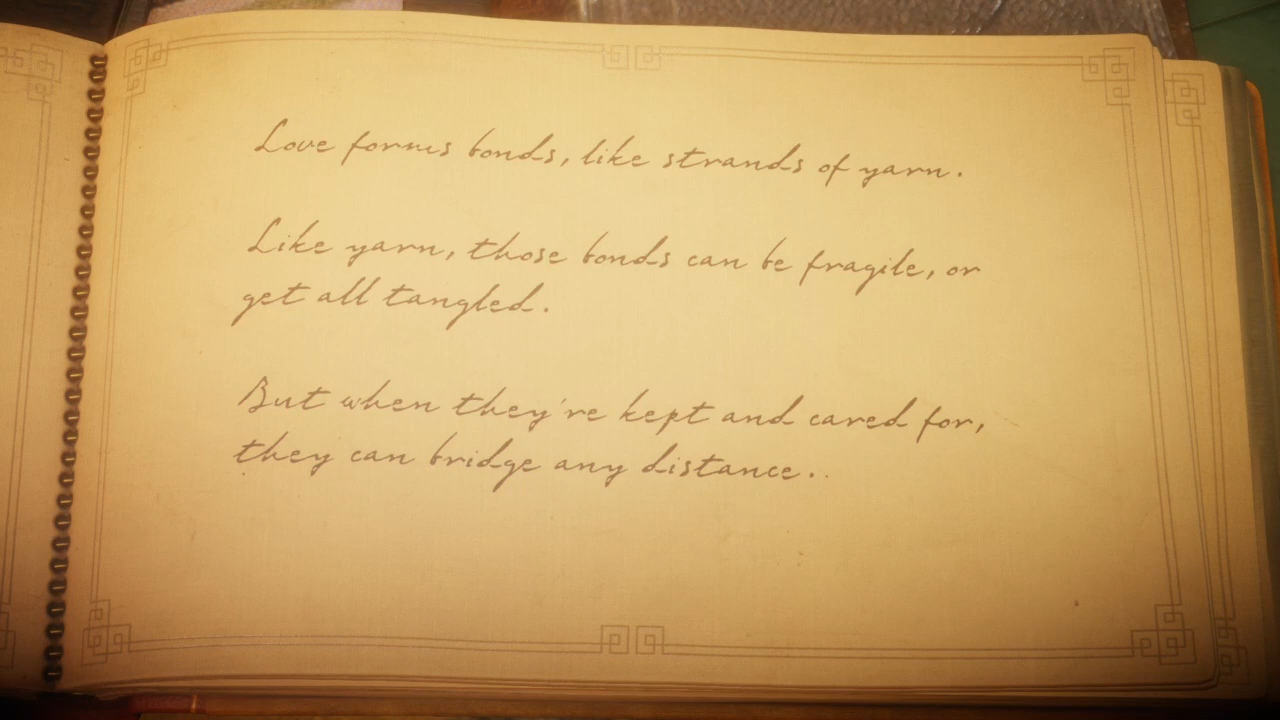 Love forms bonds, like strands of yarn.
Like yarn, those bonds can be fragile, or
get all tangled.
But when they're kept and cared for,
they can bridge any distance..